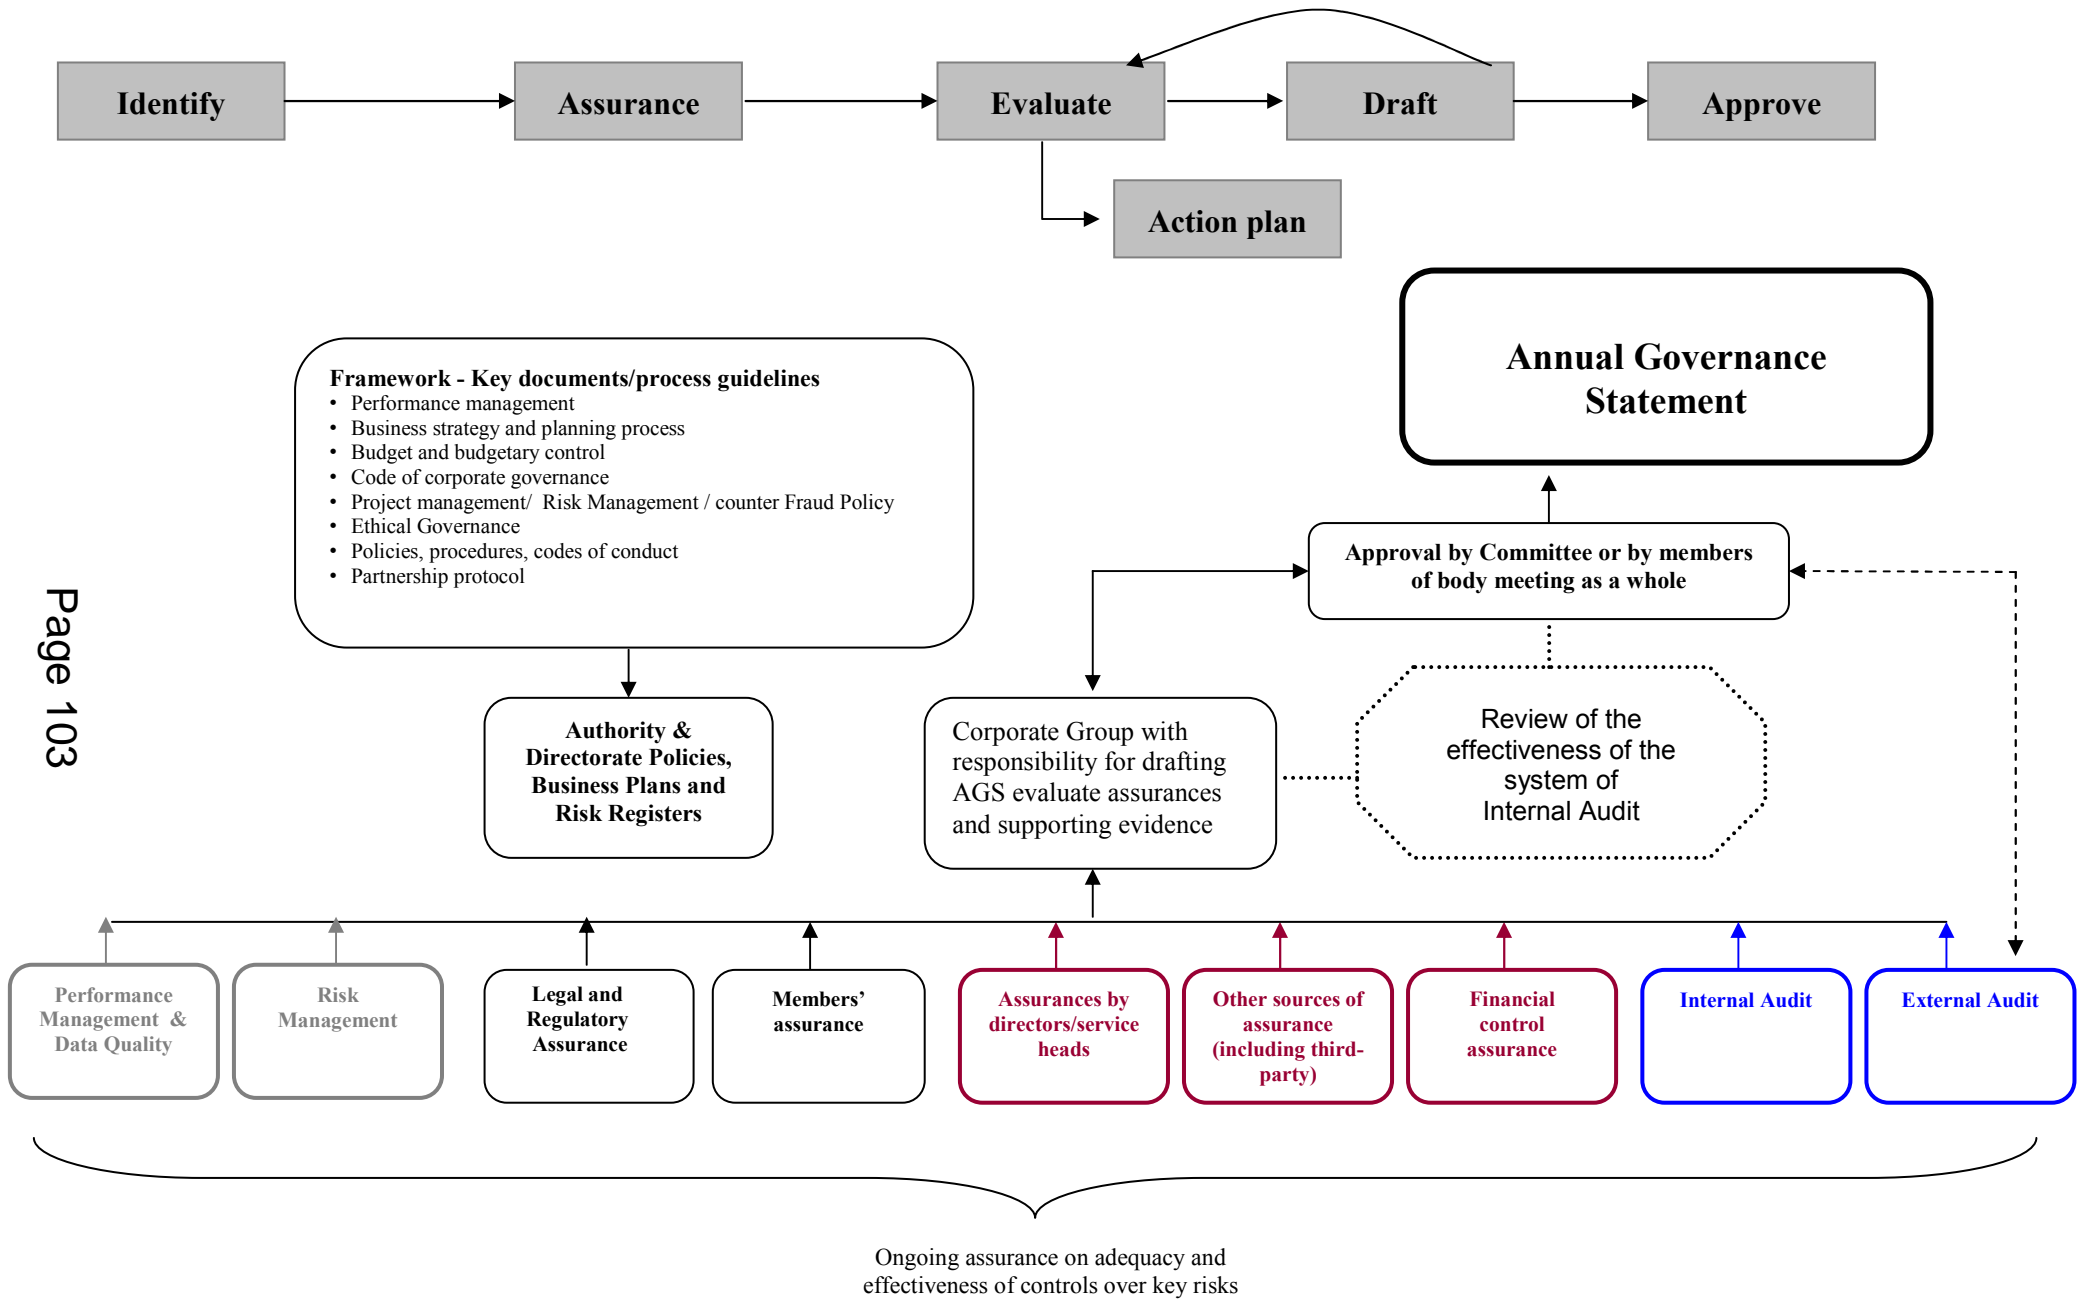 Identify
Assurance
Evaluate
Draft
Approve
Action plan
Annual Governance
Statement
Framework - Key documents/process guidelines
• Performance management
• Business strategy and planning process
• Budget and budgetary control
• Code of corporate governance
• Project management/ Risk Management / counter Fraud Policy
• Ethical Governance
• Policies, procedures, codes of conduct
• Partnership protocol
Approval by Committee or by members
of body meeting as a whole
Page 103
Authority &
Directorate Policies,
Business Plans and
Risk Registers
Corporate Group with
responsibility for drafting
AGS evaluate assurances
and supporting evidence
Review of the
effectiveness of the
system of
Internal Audit
Performance
Management &
Data Quality
Risk
Management
Legal and
Regulatory
Assurance
Members’
assurance
Assurances by
directors/service
heads
Other sources of
assurance
(including third-
party)
Financial
control
assurance
Internal Audit
External Audit
Ongoing assurance on adequacy and
effectiveness of controls over key risks